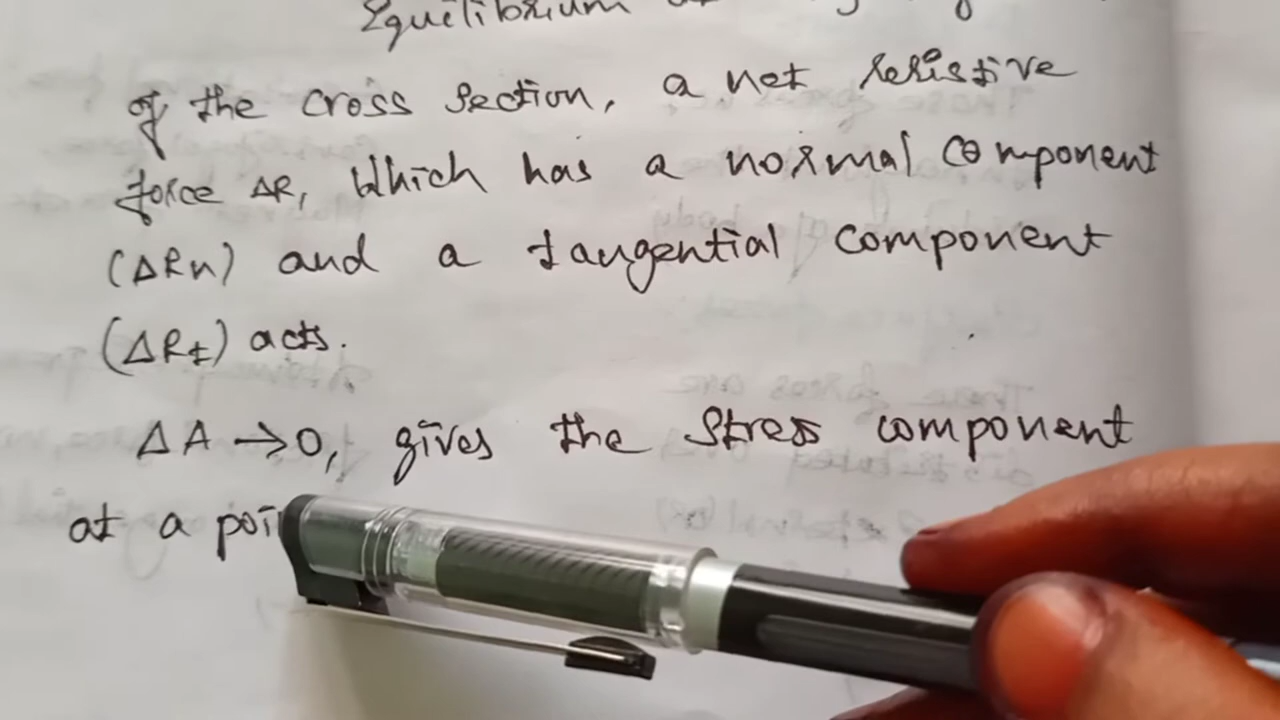 Equilibrium
of the cross section, a net resistive
force ΔR, which has a normal component
(ΔRn) and a tangential component
(ΔRt) acts.
ΔA → 0, gives the stress component
at a